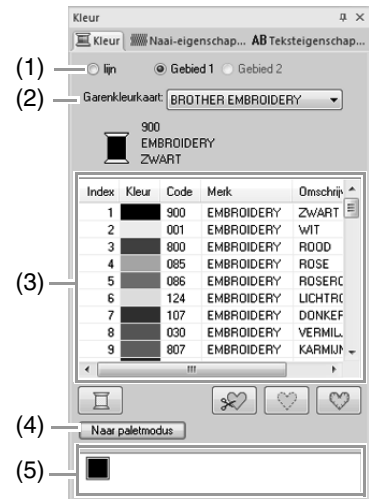 Kleur
Kleur Naai-eigenschap... AB Teksteigenschap...
(1) lijn Gebied 1 Gebied 2
(2) Garenkleurkaart: BROTHER EMBROIDERY
900
EMBROIDERY
ZWART
Index Kleur Code Merk Omschrijv
1 900 EMBROIDERY ZWART
2 001 EMBROIDERY WIT
3 800 EMBROIDERY ROOD
4 085 EMBROIDERY ROSE
(3) 5 086 EMBROIDERY ROSERO
6 124 EMBROIDERY LICHTRO
7 107 EMBROIDERY DONKER
8 030 EMBROIDERY VERMILJ
9 807 EMBROIDERY KARMIJN
(4) Naar paletmodus
(5)